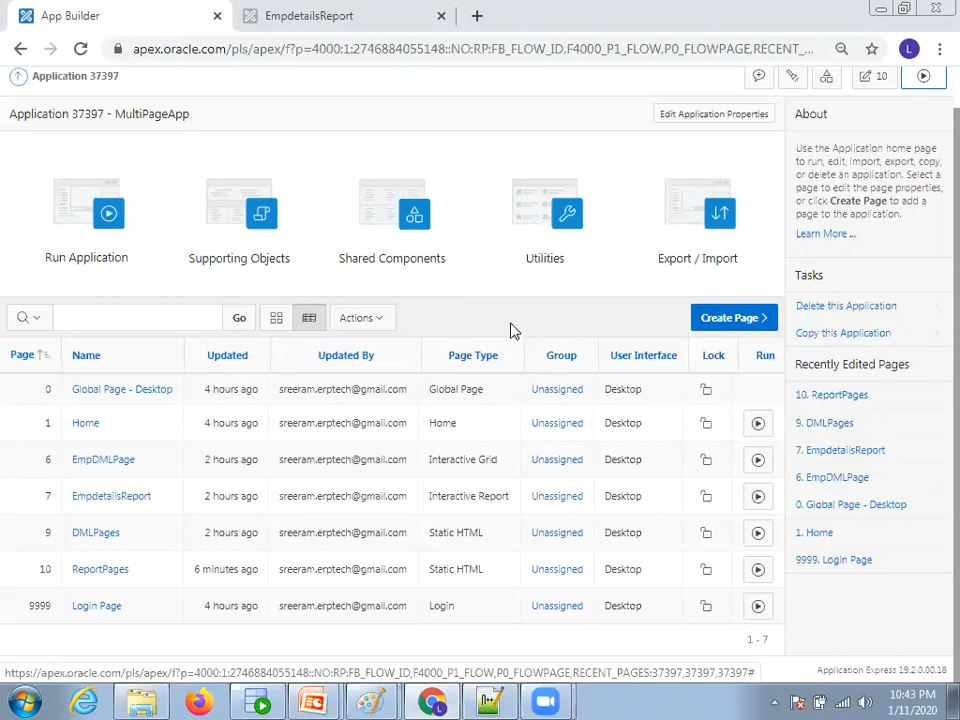 App Builder
EmpdetailsReport
apex.oracle.com/pls/apex/f?p=4000:1:2746884055148::NO:RP:FB_FLOW_ID,F4000_P1_FLOW,P0_FLOWPAGE,RECENT_...
L
Application 37397
10
Application 37397 - MultiPageApp
Edit Application Properties
Run Application
Supporting Objects
Shared Components
Utilities
Export / Import
Go
Actions
Create Page
Page Name Updated Updated By Page Type Group User Interface Lock Run
0 Global Page - Desktop 4 hours ago sreeram.erptech@gmail.com Global Page Unassigned Desktop
1 Home 4 hours ago sreeram.erptech@gmail.com Home Unassigned Desktop
6 EmpDMLPage 2 hours ago sreeram.erptech@gmail.com Interactive Grid Unassigned Desktop
7 EmpdetailsReport 2 hours ago sreeram.erptech@gmail.com Interactive Report Unassigned Desktop
9 DMLPages 2 hours ago sreeram.erptech@gmail.com Static HTML Unassigned Desktop
10 ReportPages 6 minutes ago sreeram.erptech@gmail.com Static HTML Unassigned Desktop
9999 Login Page 4 hours ago sreeram.erptech@gmail.com Login Unassigned Desktop
1 - 7
About
Use the Application home page
to run, edit, import, export, copy,
or delete an application. Select a
page to edit the page properties,
or click Create Page to add a
page to the application.
Learn More ...
Tasks
Delete this Application
Copy this Application
Recently Edited Pages
10. ReportPages
9. DMLPages
7. EmpdetailsReport
6. EmpDMLPage
0. Global Page - Desktop
1. Home
9999. Login Page
https://apex.oracle.com/pls/apex/f?p=4000:1:2746884055148::NO:RP:FB_FLOW_ID,F4000_P1_FLOW,P0_FLOWPAGE,RECENT_PAGES:37397,37397,37397#
Application Express 19.2.0.00.18
10:43 PM
1/11/2020